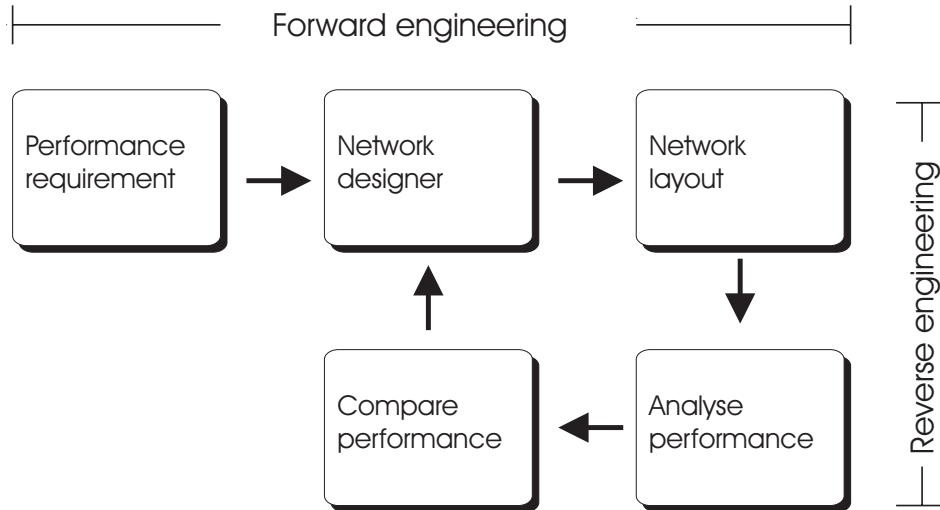 Forward engineering
Performance
requirement
Network
designer
Network
layout
Reverse engineering
Compare
performance
Analyse
performance